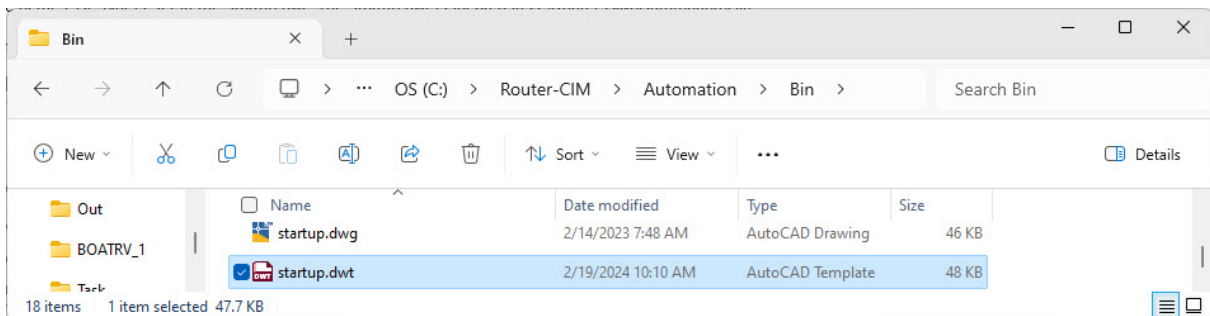 Bin
OS (C:) > Router-CIM > Automation > Bin >
Search Bin
New
Sort
View
Details
Out
BOATRV_1
Task
Name
Date modified
Type
Size
startup.dwg
2/14/2023 7:48 AM
AutoCAD Drawing
46 KB
DWT
startup.dwt
2/19/2024 10:10 AM
AutoCAD Template
48 KB
18 items
1 item selected 47.7 KB